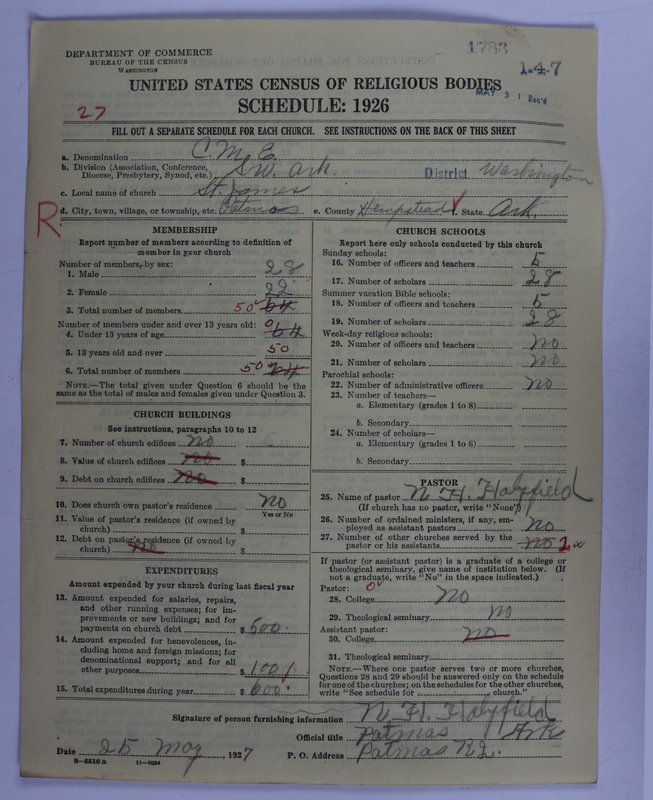 DEPARTMENT OF COMMERCE
BUREAU OF THE CENSUS
WASHINGTON
1783
1-4-7
UNITED STATES CENSUS OF RELIGIOUS BODIES
MAY 31 Rec'd
SCHEDULE: 1926
27
FILL OUT A SEPARATE SCHEDULE FOR EACH CHURCH. SEE INSTRUCTIONS ON THE BACK OF THIS SHEET
a. Denomination C. M. E.
b. Division (Association, Conference, Diocese, Presbytery, Synod, etc.) S.W. Ark. District Washington
c. Local name of church St. James
R
d. City, town, village, or township, etc. Patmos e. County Hempstead f. State Ark.
MEMBERSHIP
Report number of members according to definition of member in your church
Number of members, by sex:
1. Male 28
2. Female 22
3. Total number of members 50 64
Number of members under and over 13 years old:
4. Under 13 years of age 0 64
5. 13 years old and over 50
6. Total number of members 50
NOTE.—The total given under Question 6 should be the same as the total of males and females given under Question 3.
CHURCH BUILDINGS
See instructions, paragraphs 10 to 12
7. Number of church edifices no
8. Value of church edifices no $
9. Debt on church edifices no $
10. Does church own pastor's residence no
Yes or No
11. Value of pastor's residence (if owned by church) $
12. Debt on pastor's residence (if owned by church) no $
EXPENDITURES
Amount expended by your church during last fiscal year
13. Amount expended for salaries, repairs, and other running expenses; for improvements or new buildings; and for payments on church debt $ 500.
14. Amount expended for benevolences, including home and foreign missions; for denominational support; and for all other purposes $ 100
15. Total expenditures during year $ 600.
CHURCH SCHOOLS
Report here only schools conducted by this church
Sunday schools:
16. Number of officers and teachers 5
17. Number of scholars 28
Summer vacation Bible schools:
18. Number of officers and teachers 5
19. Number of scholars 28
Week-day religious schools:
20. Number of officers and teachers no
21. Number of scholars no
Parochial schools:
22. Number of administrative officers no
23. Number of teachers—
a. Elementary (grades 1 to 8)
b. Secondary
24. Number of scholars—
a. Elementary (grades 1 to 8)
b. Secondary
PASTOR
25. Name of pastor N. H. Holyfield
(If church has no pastor, write "None")
26. Number of ordained ministers, if any, employed as assistant pastors no
27. Number of other churches served by the pastor or his assistants no 2
If pastor (or assistant pastor) is a graduate of a college or theological seminary, give name of institution below. (If not a graduate, write "No" in the space indicated.)
Pastor: 0
28. College no
29. Theological seminary no
Assistant pastor:
30. College no
31. Theological seminary
NOTE.—Where one pastor serves two or more churches, Questions 28 and 29 should be answered only on the schedule for one of the churches; on the schedules for the other churches, write "See schedule for church."
Signature of person furnishing information N. H. Holyfield
Official title Patmas Ark
Date 25 May, 1927 P. O. Address Patmas
8-5518a 11-9064